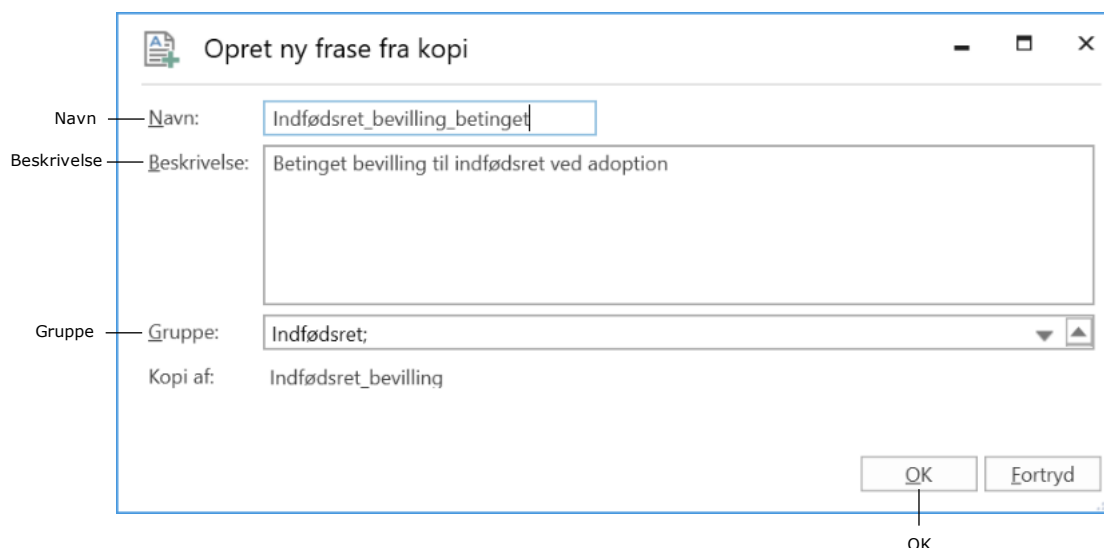 Opret ny frase fra kopi
Navn Navn: Indfødsret_bevilling_betinget
Beskrivelse Beskrivelse: Betinget bevilling til indfødsret ved adoption
Gruppe Gruppe: Indfødsret;
Kopi af: Indfødsret_bevilling
OK Fortryd
OK